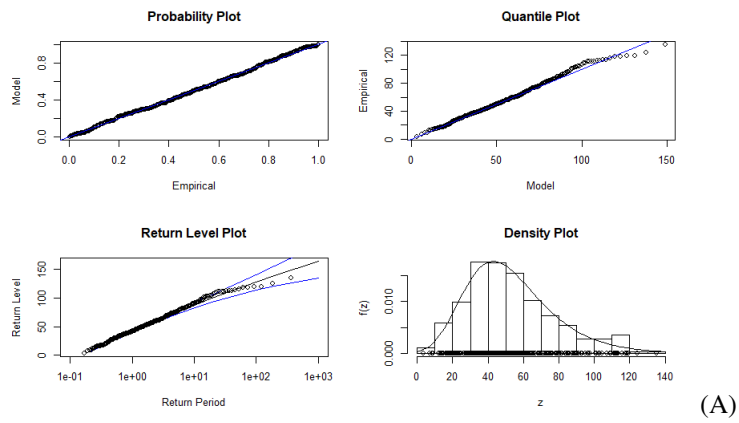 Probability Plot
Model
0.0 0.4 0.8
0.0 0.2 0.4 0.6 0.8 1.0
Empirical
Quantile Plot
Empirical
0 40 80 120
0 50 100 150
Model
Return Level Plot
Return Level
0 50 100 150
1e-01 1e+00 1e+01 1e+02 1e+03
Return Period
Density Plot
f(z)
0.000 0.010
0 20 40 60 80 100 120 140
z
(A)